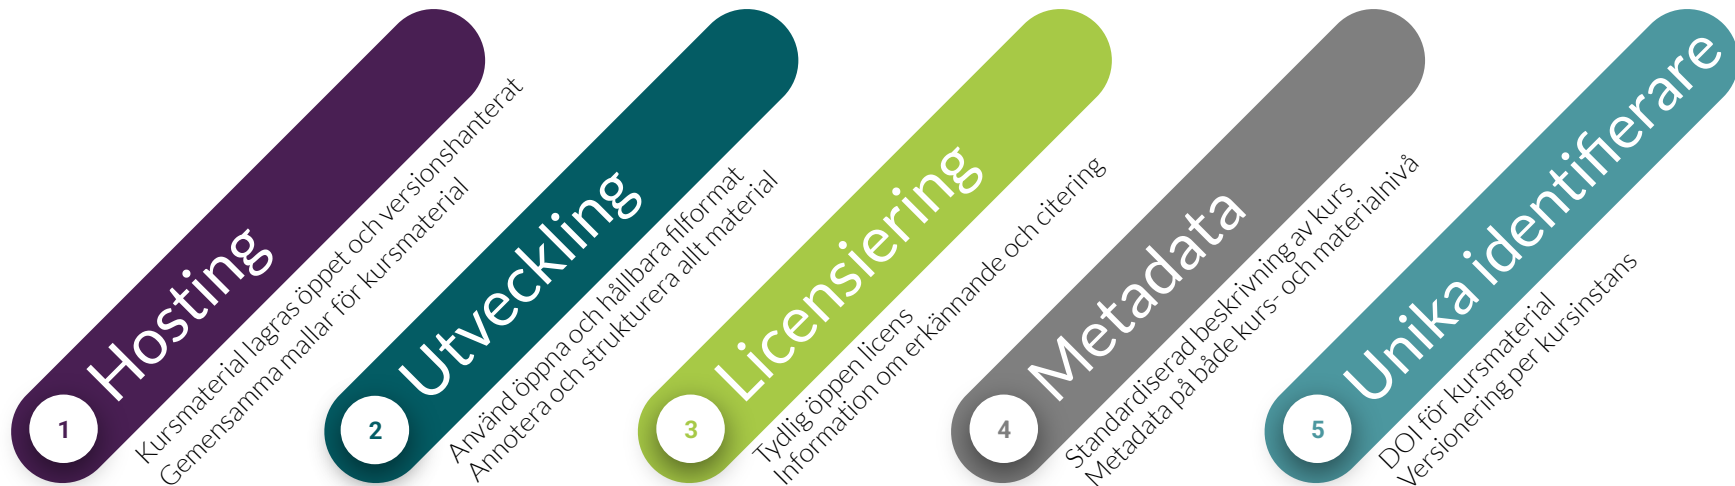 1
Hosting
Kursmaterial lagras öppet och versionshanterat
Gemensamma mallar för kursmaterial
2
Utveckling
Använd öppna och hållbara filformat
Annotera och strukturera allt material
3
Licensiering
Tydlig öppen licens
Information om erkännande och citering
4
Metadata
Standardiserad beskrivning av kurs
Metadata på både kurs- och materialnivå
5
Unika identifierare
DOI för kursmaterial
Versionering per kursinstans